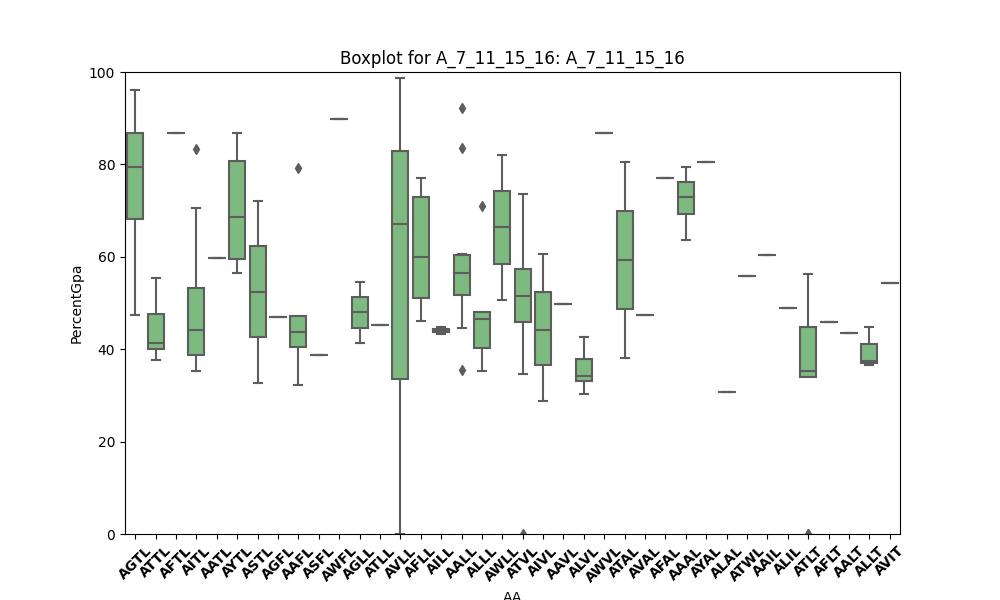 Boxplot for A_7_11_15_16: A_7_11_15_16
PercentGpa
100
80
60
40
20
0
AGTL ATTL AFTL AITL AATL AYTL ASTL AGFL AAFL ASFL AWFL AGLL ATLL AVLL AFLL AILL AALL ALLL AWLL ATVL AIVL AAVL ALVL AWVL ATAL AVAL AFAL AAAL AYAL ALAL ATWL AAIL ALIL ATLT AFLT AALT ALLT AVIT
AA